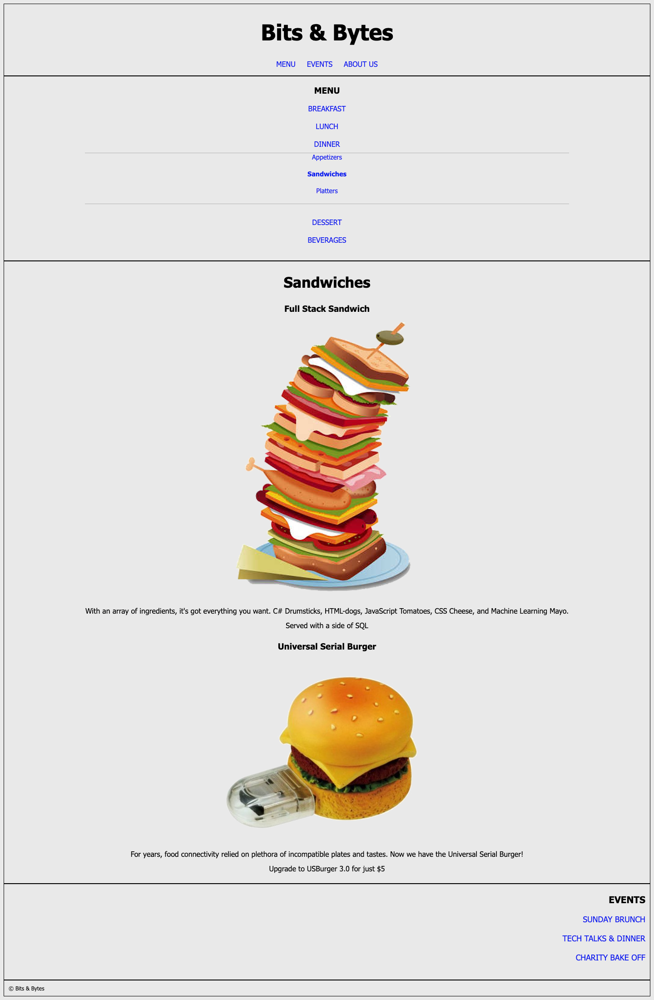 Bits & Bytes
MENU EVENTS ABOUT US
MENU
BREAKFAST
LUNCH
DINNER
Appetizers
Sandwiches
Platters
DESSERT
BEVERAGES
Sandwiches
Full Stack Sandwich
With an array of ingredients, it's got everything you want. C# Drumsticks, HTML-dogs, JavaScript Tomatoes, CSS Cheese, and Machine Learning Mayo.
Served with a side of SQL
Universal Serial Burger
For years, food connectivity relied on plethora of incompatible plates and tastes. Now we have the Universal Serial Burger!
Upgrade to USBurger 3.0 for just $5
EVENTS
SUNDAY BRUNCH
TECH TALKS & DINNER
CHARITY BAKE OFF
© Bits & Bytes